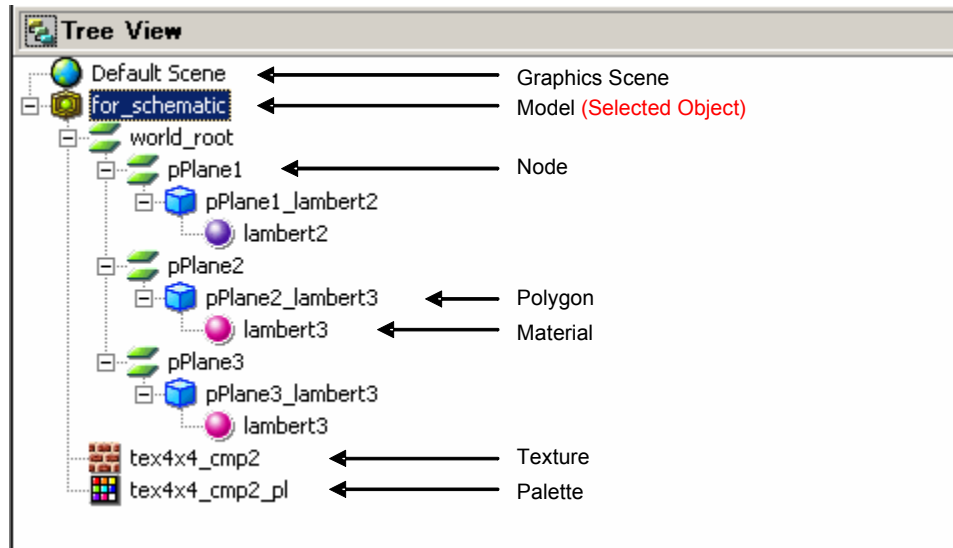 Tree View
Default Scene Graphics Scene
for_schematic Model (Selected Object)
world_root
pPlane1 Node
pPlane1_lambert2
lambert2
pPlane2
pPlane2_lambert3 Polygon
lambert3 Material
pPlane3
pPlane3_lambert3
lambert3
tex4x4_cmp2 Texture
tex4x4_cmp2_pl Palette